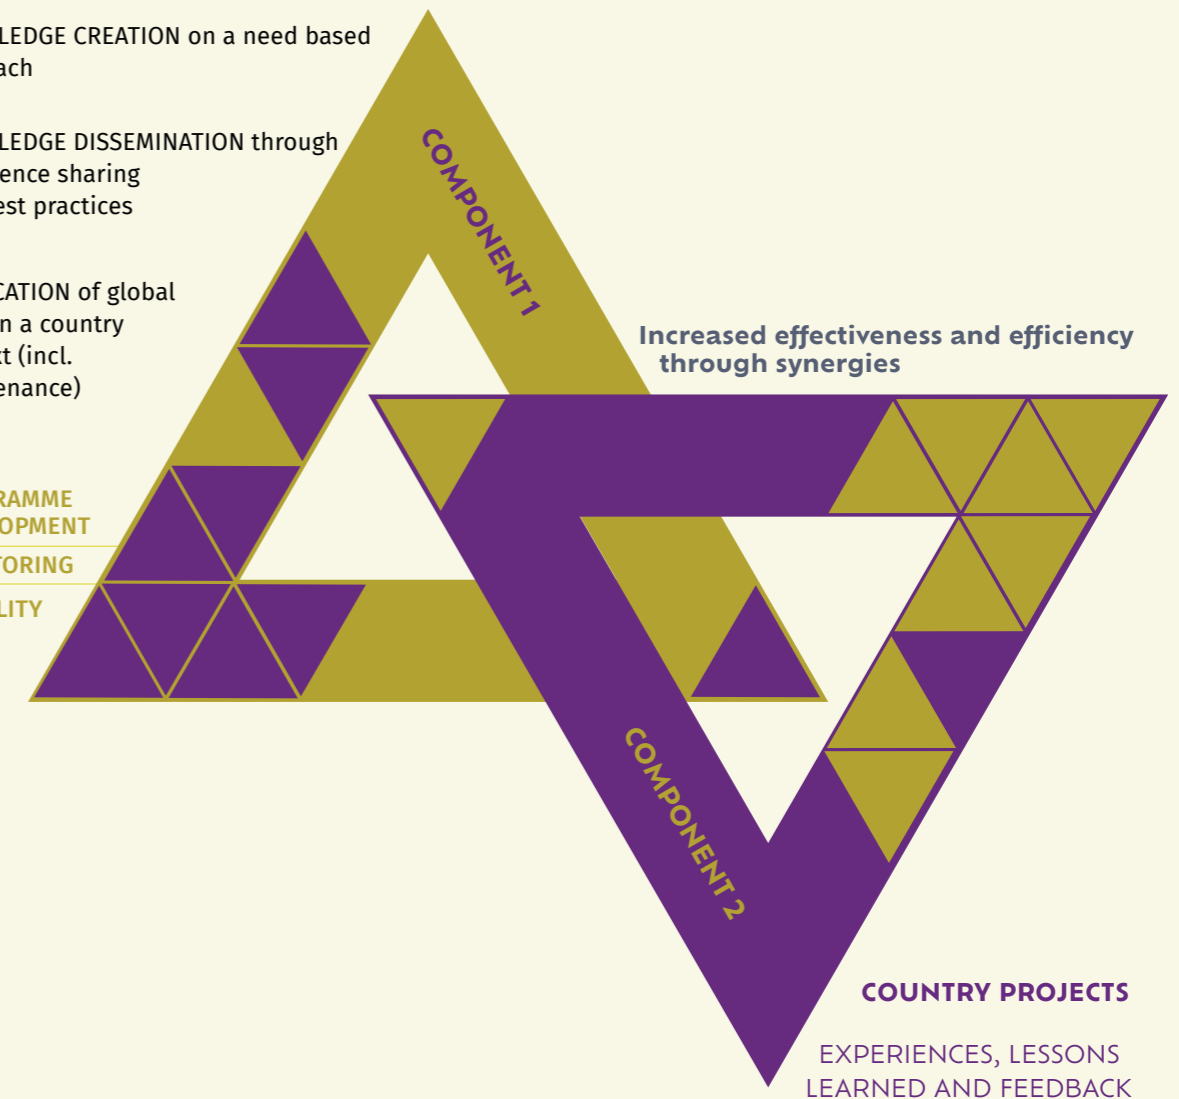 LEDGE CREATION on a need based
ach
LEDGE DISSEMINATION through
ence sharing
est practices
CATION of global
n a country
t (incl.
enance)
RAMME
OPMENT
TORING
LITY
COMPONENT 1
Increased effectiveness and efficiency
through synergies
COMPONENT 2
COUNTRY PROJECTS
EXPERIENCES, LESSONS
LEARNED AND FEEDBACK